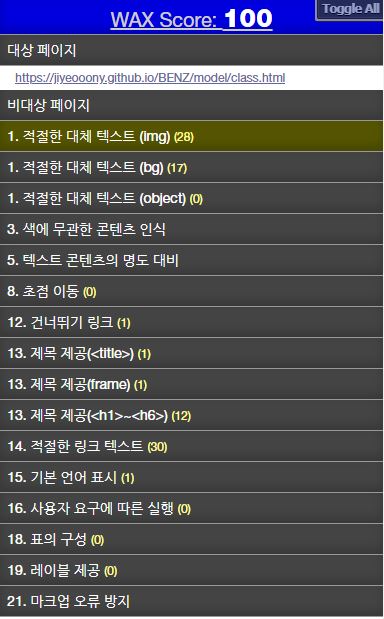 WAX Score: 100
Toggle All
대상 페이지
https://jiyeooony.github.io/BENZ/model/class.html
비대상 페이지
1. 적절한 대체 텍스트 (img) (28)
1. 적절한 대체 텍스트 (bg) (17)
1. 적절한 대체 텍스트 (object) (0)
3. 색에 무관한 콘텐츠 인식
5. 텍스트 콘텐츠의 명도 대비
8. 초점 이동 (0)
12. 건너뛰기 링크 (1)
13. 제목 제공(<title>) (1)
13. 제목 제공(frame) (1)
13. 제목 제공(<h1>~<h6>) (12)
14. 적절한 링크 텍스트 (30)
15. 기본 언어 표시 (1)
16. 사용자 요구에 따른 실행 (0)
18. 표의 구성 (0)
19. 레이블 제공 (0)
21. 마크업 오류 방지